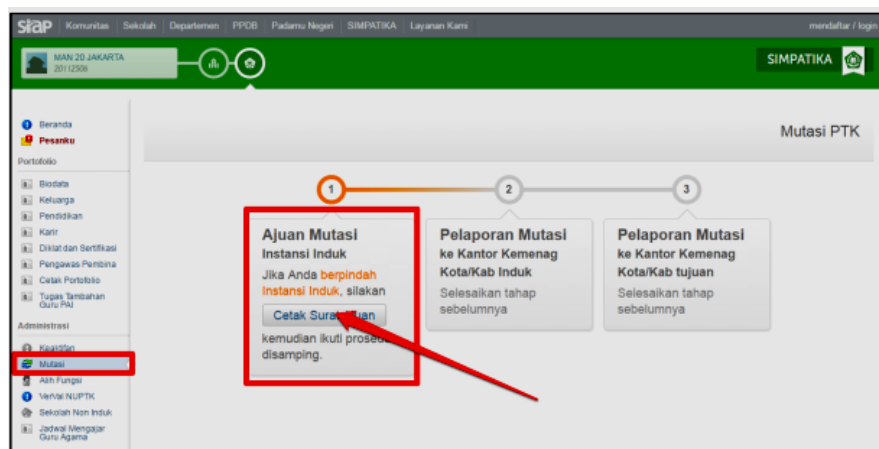 siap Komunitas Sekolah Departemen PPDB Padamu Negeri SIMPATIKA Layanan Kami mendaftar / login
MAN 20 JAKARTA
20112506
SIMPATIKA
Beranda
Pesanku
Portofolio
Biodata
Keluarga
Pendidikan
Karir
Diklat dan Sertifikasi
Pengawas Pembina
Cetak Portofolio
Tugas Tambahan
Guru PAI
Administrasi
Keaktifan
Mutasi
Alih Fungsi
VerVal NUPTK
Sekolah Non Induk
Jadwal Mengajar
Guru Agama
Mutasi PTK
1 2 3
Ajuan Mutasi
Instansi Induk
Jika Anda berpindah
Instansi Induk, silakan
Cetak Surat
kemudian ikuti
disamping.
Pelaporan Mutasi
ke Kantor Kemenag
Kota/Kab Induk
Selesaikan tahap
sebelumnya
Pelaporan Mutasi
ke Kantor Kemenag
Kota/Kab tujuan
Selesaikan tahap
sebelumnya